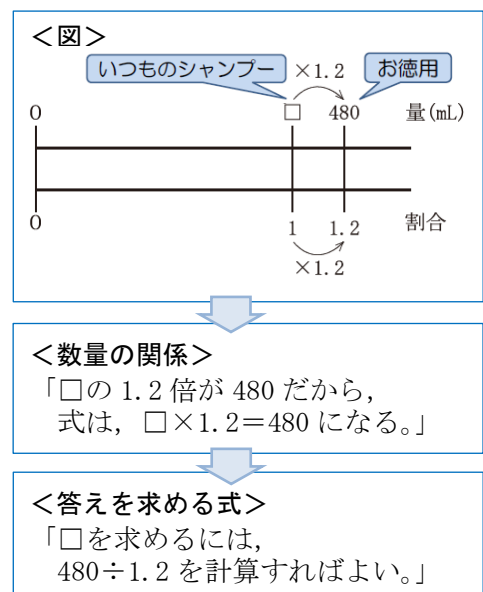 <図>
いつものシャンプー ×1.2 お徳用
0 □ 480 量(mL)
0 1 1.2 割合
×1.2
<数量の関係>
「□の 1.2 倍が 480 だから,
式は, □×1.2=480 になる。」
<答えを求める式>
「□を求めるには,
480÷1.2 を計算すればよい。」